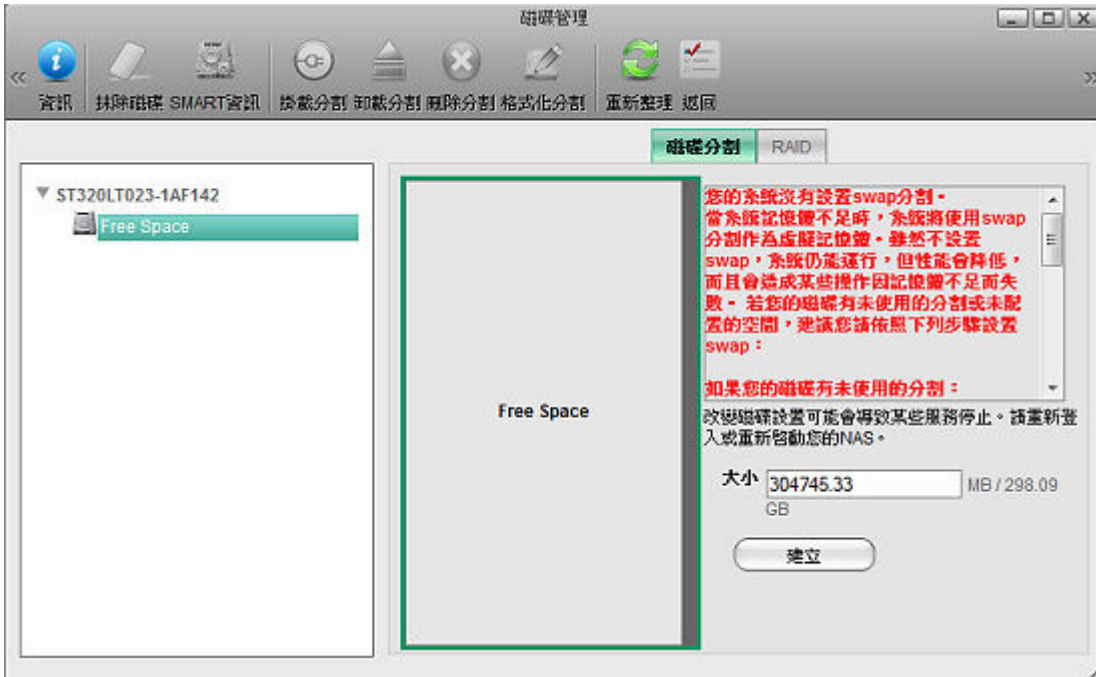 磁碟管理
資訊 抹除磁碟 SMART資訊 掛載分割 卸載分割 刪除分割 格式化分割 重新整理 返回
磁碟分割 RAID
ST320LT023-1AF142
Free Space
Free Space
您的系統沒有設置swap分割。
當系統記憶體不足時，系統將使用swap
分割作為虛擬記憶體。雖然不設置
swap，系統仍能運行，但性能會降低，
而且會造成某些操作因記憶體不足而失
敗。 若您的磁碟有未使用的分割或未配
置的空間，建議您請依照下列步驟設置
swap：
如果您的磁碟有未使用的分割：
改變磁碟設置可能會導致某些服務停止。請重新登
入或重新啟動您的NAS。
大小 304745.33 MB / 298.09
GB
建立